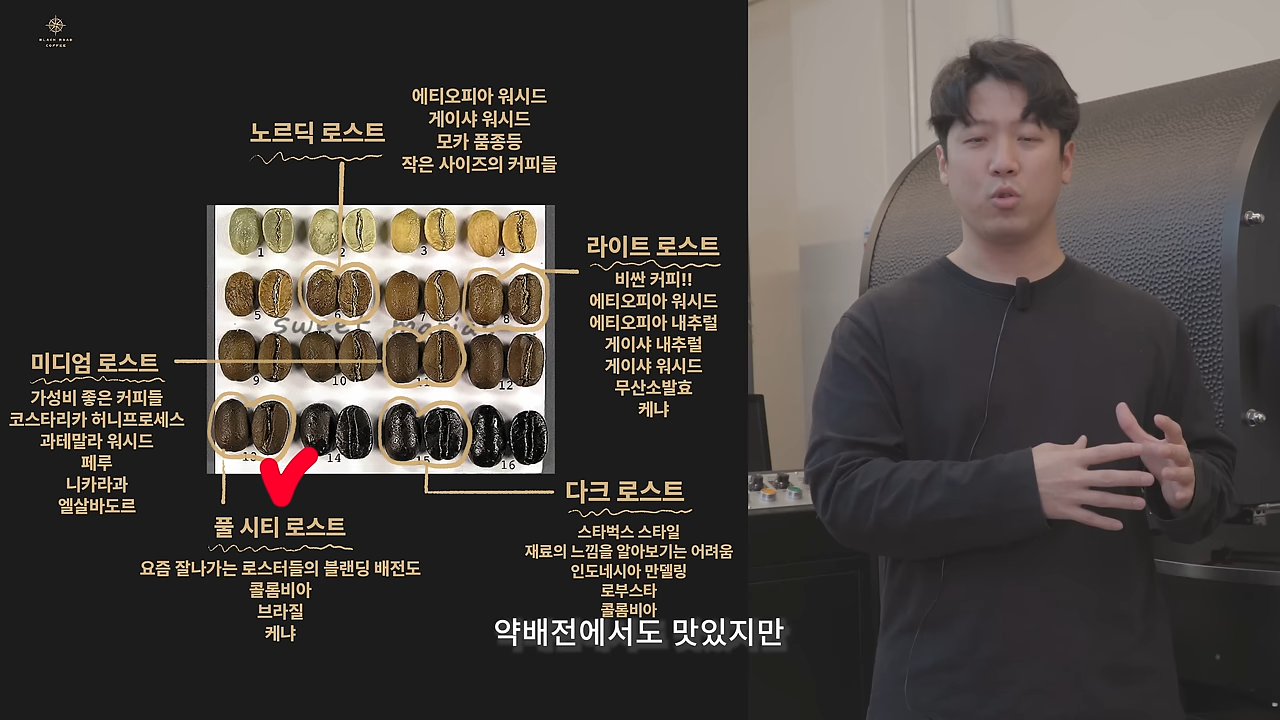 BLACK ROAD
COFFEE
노르딕 로스트
에티오피아 워시드
게이샤 워시드
모카 품종등
작은 사이즈의 커피들
라이트 로스트
비싼 커피!!
에티오피아 워시드
에티오피아 내추럴
게이샤 내추럴
게이샤 워시드
무산소발효
케냐
1 2 3 4
5 6 7 8
sweet maria's
9 10 11 12
13 14 15 16
미디엄 로스트
가성비 좋은 커피들
코스타리카 허니프로세스
과테말라 워시드
페루
니카라과
엘살바도르
풀 시티 로스트
요즘 잘나가는 로스터들의 블랜딩 배전도
콜롬비아
브라질
케냐
다크 로스트
스타벅스 스타일
재료의 느낌을 알아보기는 어려움
인도네시아 만델링
로부스타
콜롬비아
약배전에서도 맛있지만